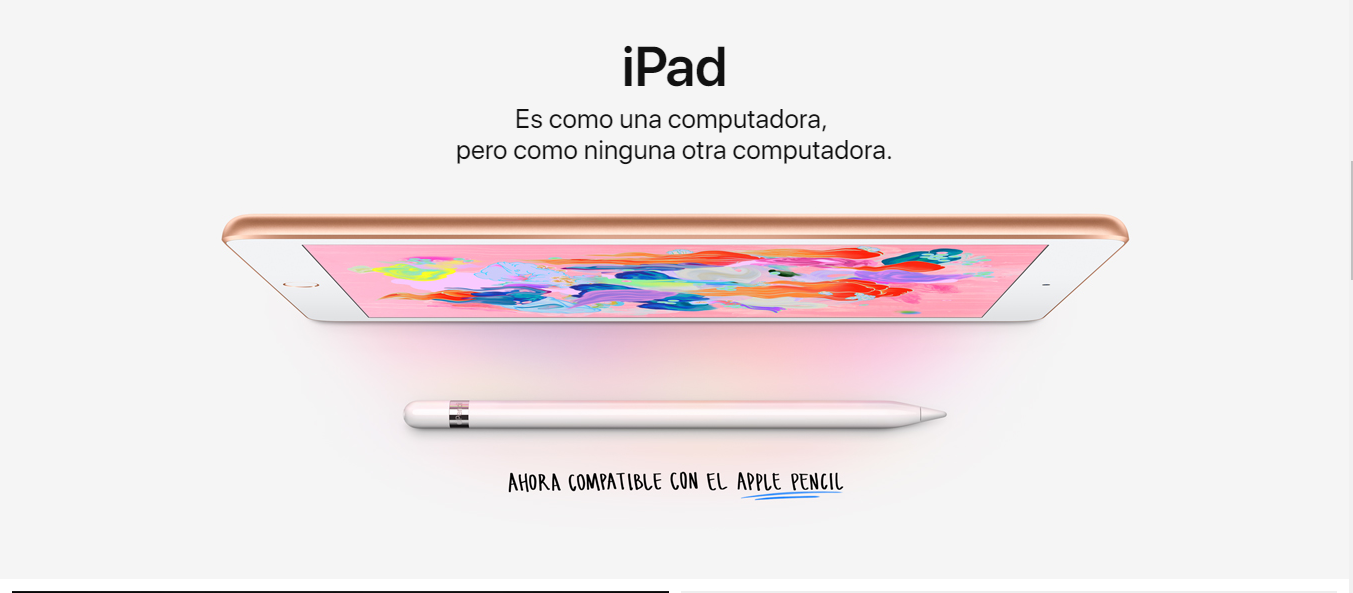 iPad
Es como una computadora,
pero como ninguna otra computadora.
AHORA COMPATIBLE CON EL APPLE PENCIL